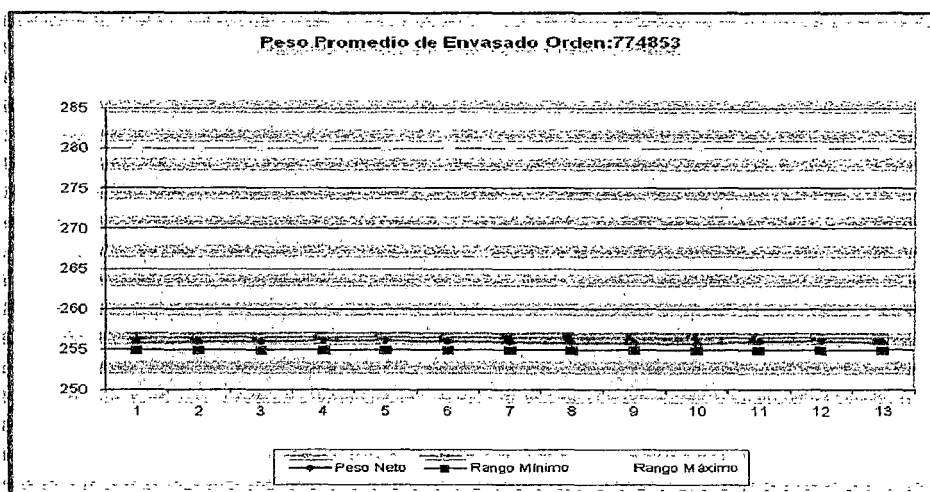 Peso Promedio de Envasado Orden:774853
285
280
275
270
265
260
255
250
1 2 3 4 5 6 7 8 9 10 11 12 13
Peso Neto Rango Mínimo Rango Máximo